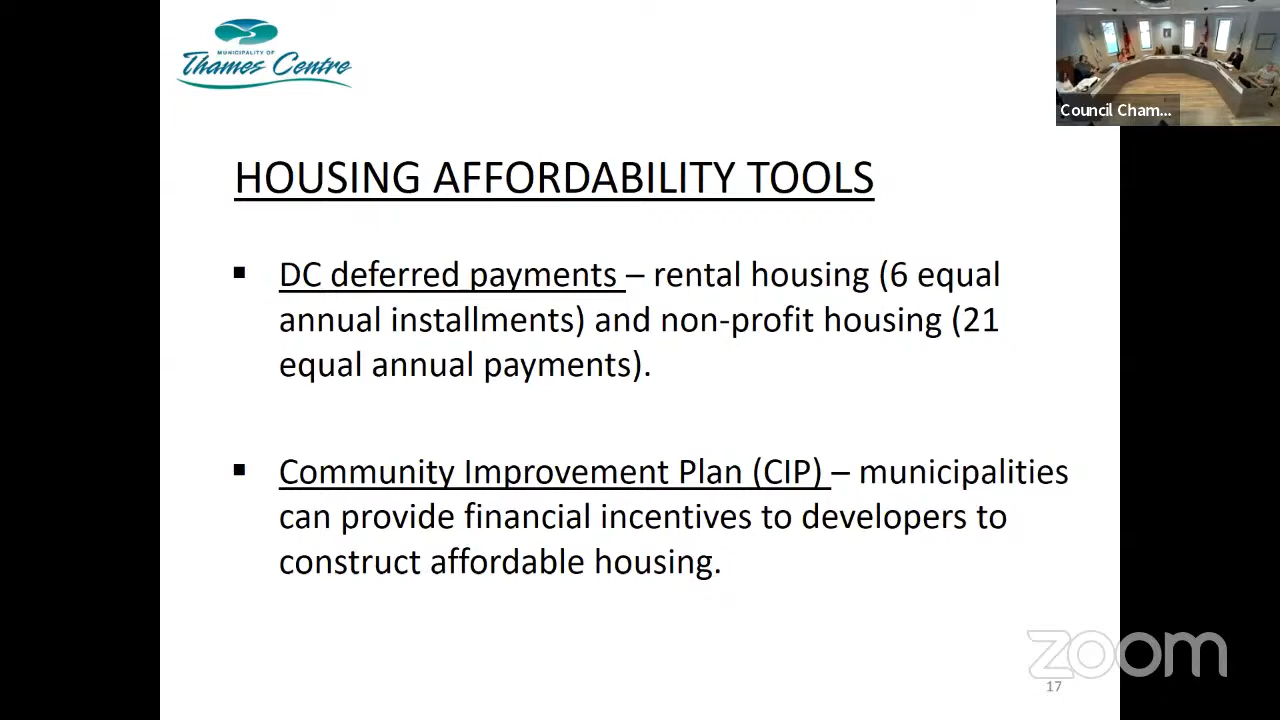 MUNICIPALITY OF
Thames Centre
Council Cham...
HOUSING AFFORDABILITY TOOLS
▪ DC deferred payments – rental housing (6 equal
annual installments) and non-profit housing (21
equal annual payments).
▪ Community Improvement Plan (CIP) – municipalities
can provide financial incentives to developers to
construct affordable housing.
zoom
17